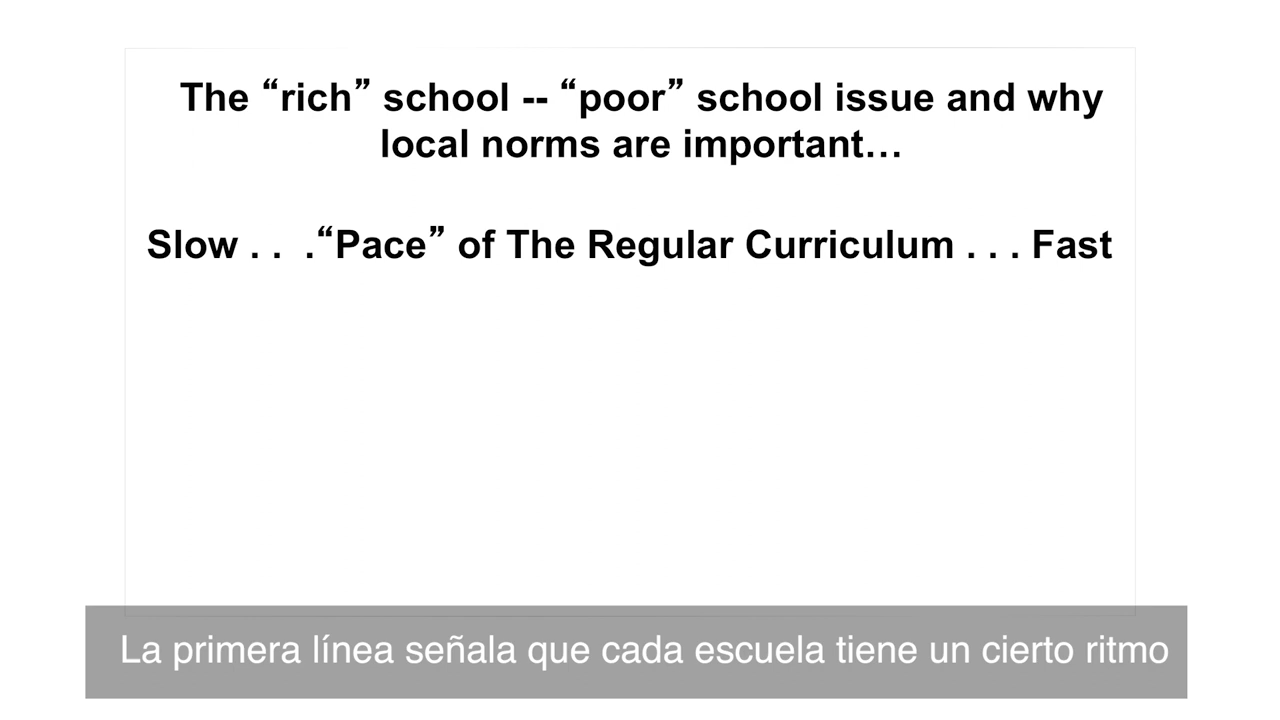 The “rich” school -- “poor” school issue and why
local norms are important…
Slow . .  .“Pace” of The Regular Curriculum . . . Fast
La primera línea señala que cada escuela tiene un cierto ritmo